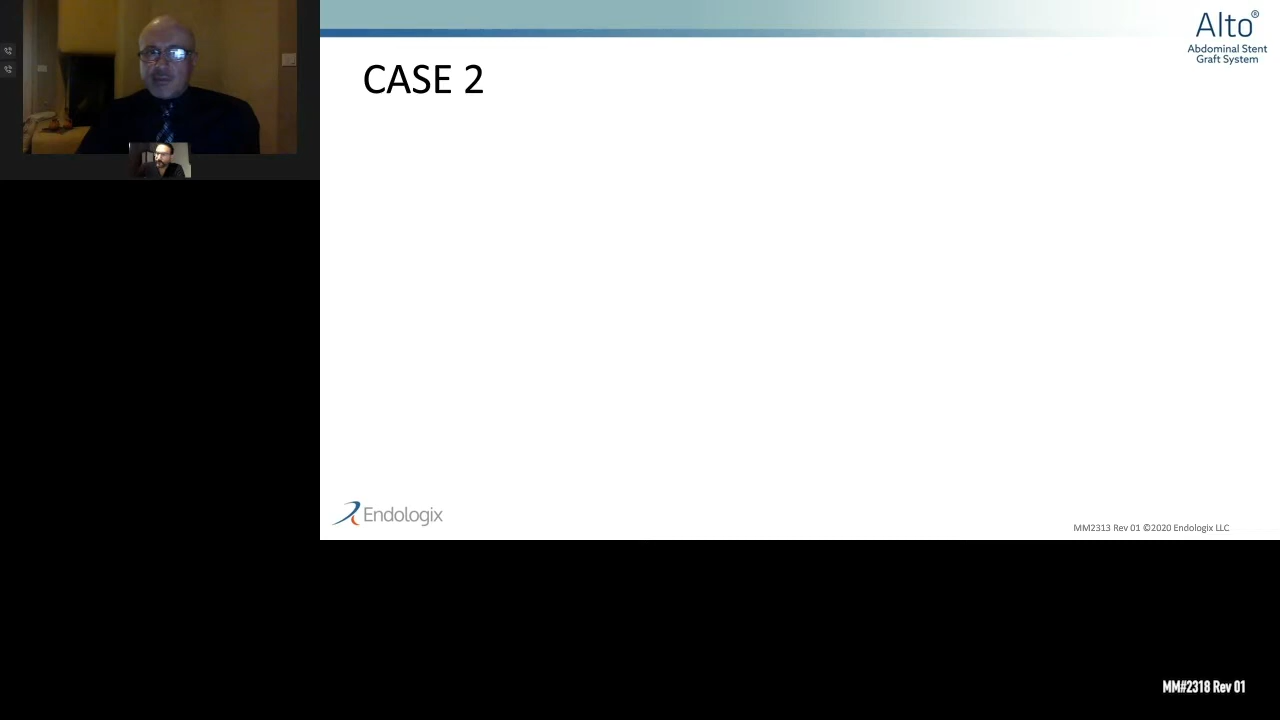 Alto®
Abdominal Stent
Graft System
CASE 2
Endologix
MM2313 Rev 01 ©2020 Endologix LLC
MM#2318 Rev 01